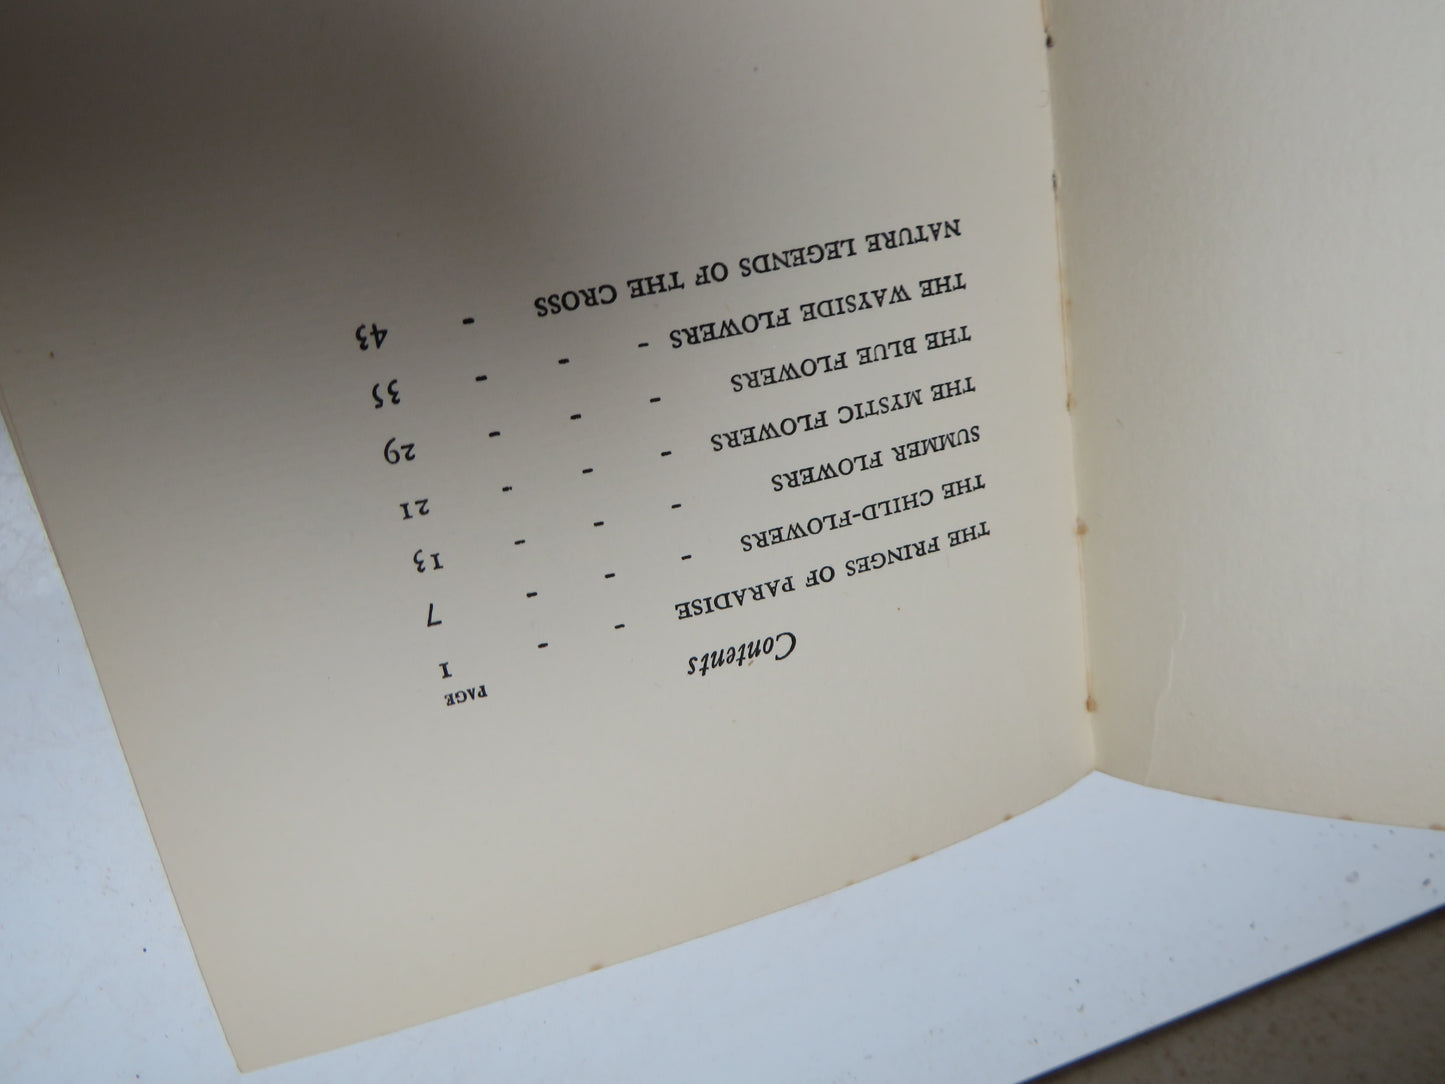 Contents
PAGE
THE FRINGES OF PARADISE - - 1
THE CHILD-FLOWERS - - - 7
SUMMER FLOWERS - - - 13
THE MYSTIC FLOWERS - - - 21
THE BLUE FLOWERS - - - 29
THE WAYSIDE FLOWERS - - - 35
NATURE LEGENDS OF THE CROSS - 43